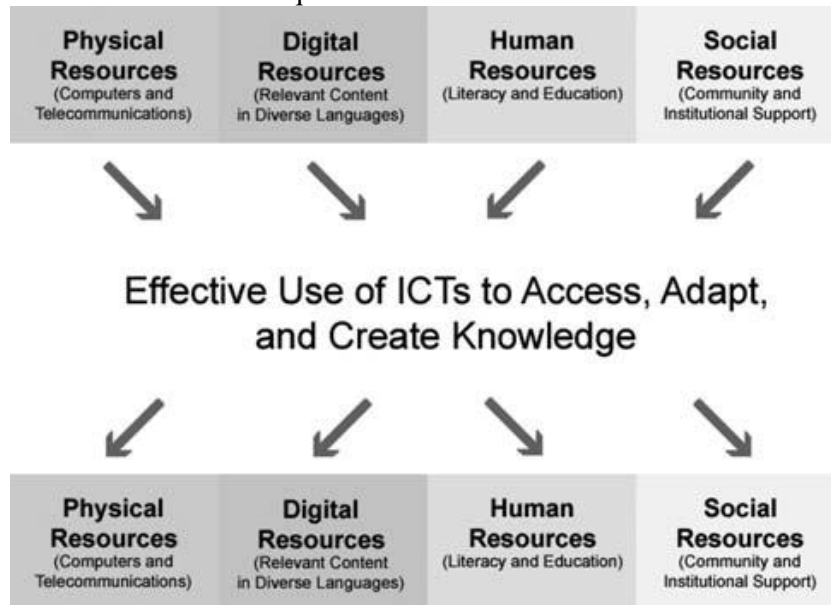 Physical
Resources
(Computers and
Telecommunications)
Digital
Resources
(Relevant Content
in Diverse Languages)
Human
Resources
(Literacy and Education)
Social
Resources
(Community and
Institutional Support)
Effective Use of ICTs to Access, Adapt,
and Create Knowledge
Physical
Resources
(Computers and
Telecommunications)
Digital
Resources
(Relevant Content
in Diverse Languages)
Human
Resources
(Literacy and Education)
Social
Resources
(Community and
Institutional Support)